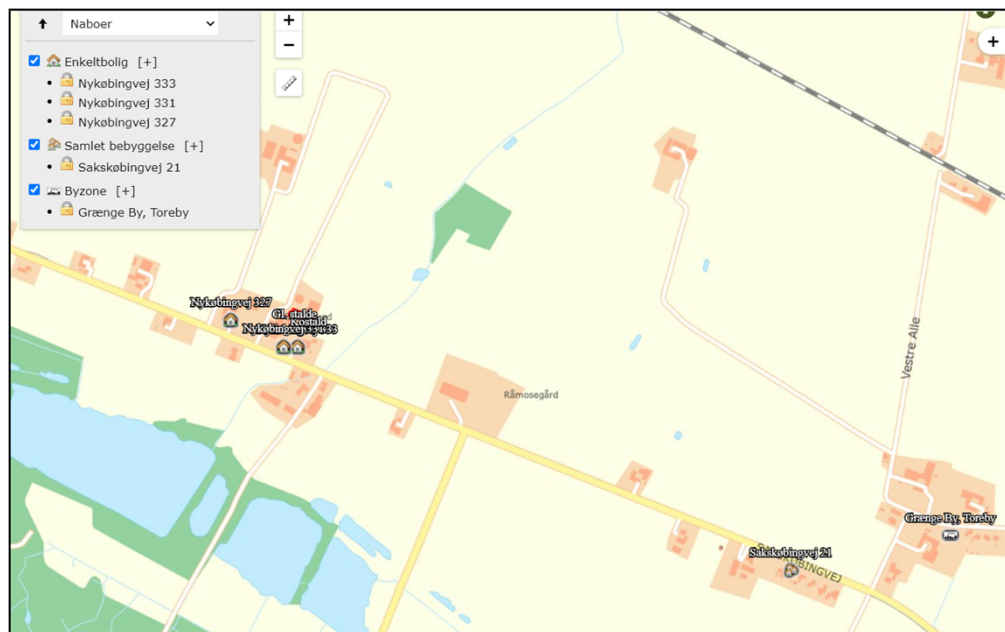 Naboer
+
−
+
Enkeltbolig [+]
Nykøbingvej 333
Nykøbingvej 331
Nykøbingvej 327
Samlet bebyggelse [+]
Sakskøbingvej 21
Byzone [+]
Grænge By, Toreby
Nykøbingvej 327
Gl. stalde
Kostald
Vestre Alle
Råmosegård
Grænge By, Toreby
Sakskøbingvej 21